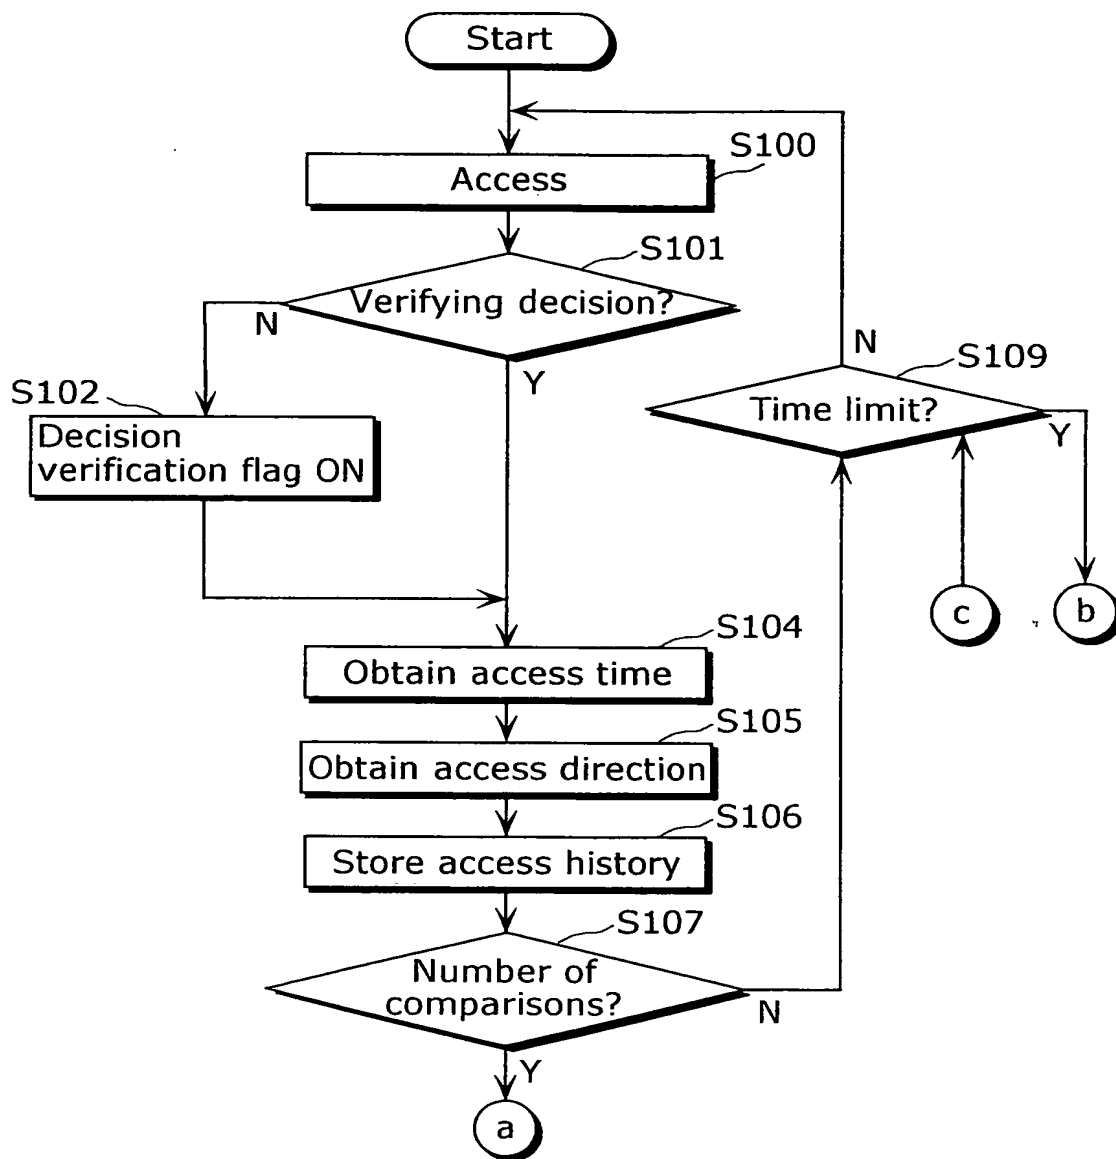 Start
S100
Access
S101
Verifying decision?
N
Y
S102
Decision
verification flag ON
N
S109
Time limit?
Y
c
b
S104
Obtain access time
S105
Obtain access direction
S106
Store access history
S107
Number of
comparisons?
N
Y
a